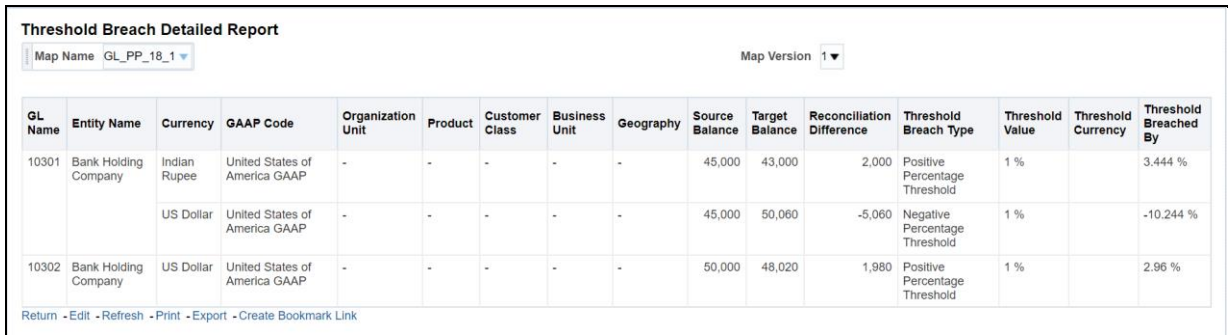 Threshold Breach Detailed Report
Map Name GL_PP_18_1 Map Version 1
GL Name Entity Name Currency GAAP Code Organization Unit Product Customer Class Business Unit Geography Source Balance Target Balance Reconciliation Difference Threshold Breach Type Threshold Value Threshold Currency Threshold Breached By
10301 Bank Holding Company Indian Rupee United States of America GAAP - - - - - 45,000 43,000 2,000 Positive Percentage Threshold 1 % 3.444 %
US Dollar United States of America GAAP - - - - - 45,000 50,060 -5,060 Negative Percentage Threshold 1 % -10.244 %
10302 Bank Holding Company US Dollar United States of America GAAP - - - - - 50,000 48,020 1,980 Positive Percentage Threshold 1 % 2.96 %
Return - Edit - Refresh - Print - Export - Create Bookmark Link